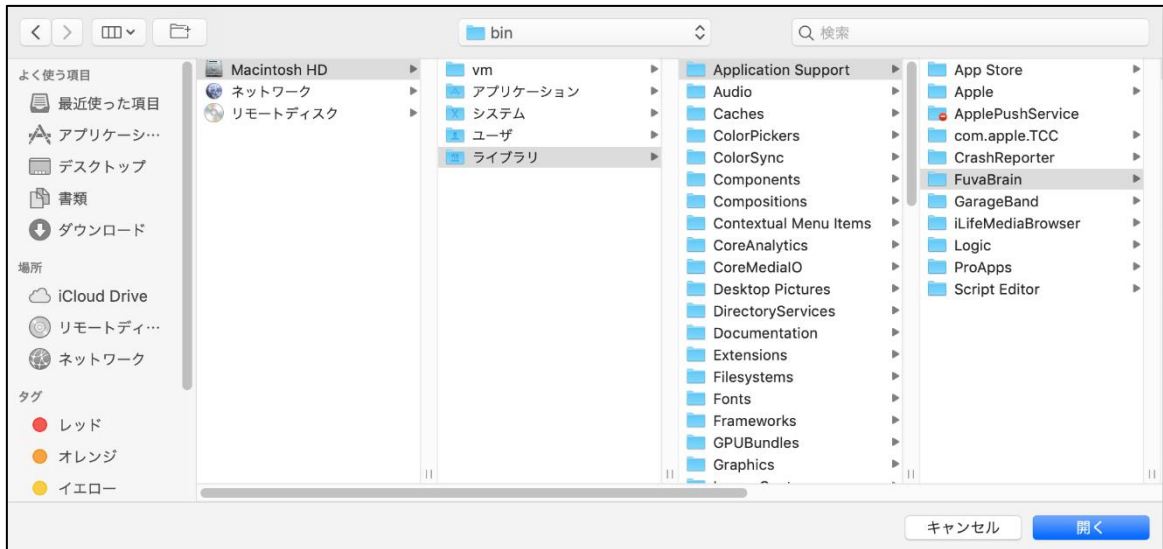 bin
検索
よく使う項目
最近使った項目
アプリケーシ…
デスクトップ
書類
ダウンロード
場所
iCloud Drive
リモートディ…
ネットワーク
タグ
レッド
オレンジ
イエロー
Macintosh HD
ネットワーク
リモートディスク
vm
アプリケーション
システム
ユーザ
ライブラリ
Application Support
Audio
Caches
ColorPickers
ColorSync
Components
Compositions
Contextual Menu Items
CoreAnalytics
CoreMediaIO
Desktop Pictures
DirectoryServices
Documentation
Extensions
Filesystems
Fonts
Frameworks
GPUBundles
Graphics
App Store
Apple
ApplePushService
com.apple.TCC
CrashReporter
FuvaBrain
GarageBand
iLifeMediaBrowser
Logic
ProApps
Script Editor
キャンセル
開く